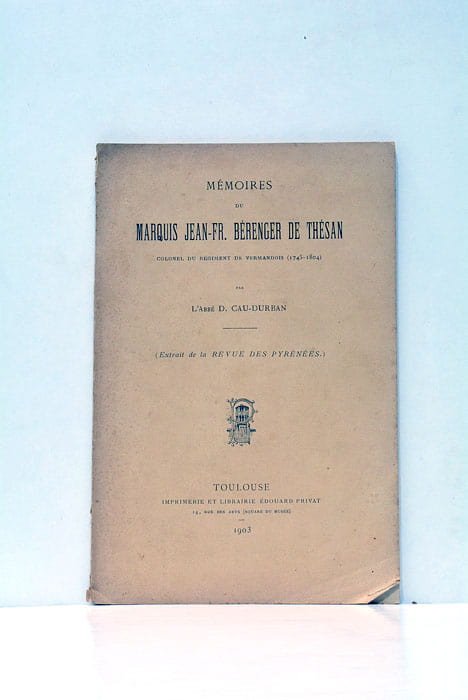 MÉMOIRES
DU
MARQUIS JEAN-FR. BÉRENGER DE THÉSAN
COLONEL DU RÉGIMENT DE VERMANDOIS (1745-1804)
PAR
L'ABBÉ D. CAU-DURBAN
(Extrait de la REVUE DES PYRÉNÉES.)
TOULOUSE
IMPRIMERIE ET LIBRAIRIE ÉDOUARD PRIVAT
14, RUE DES ARTS (SQUARE DU MUSÉE)
1903